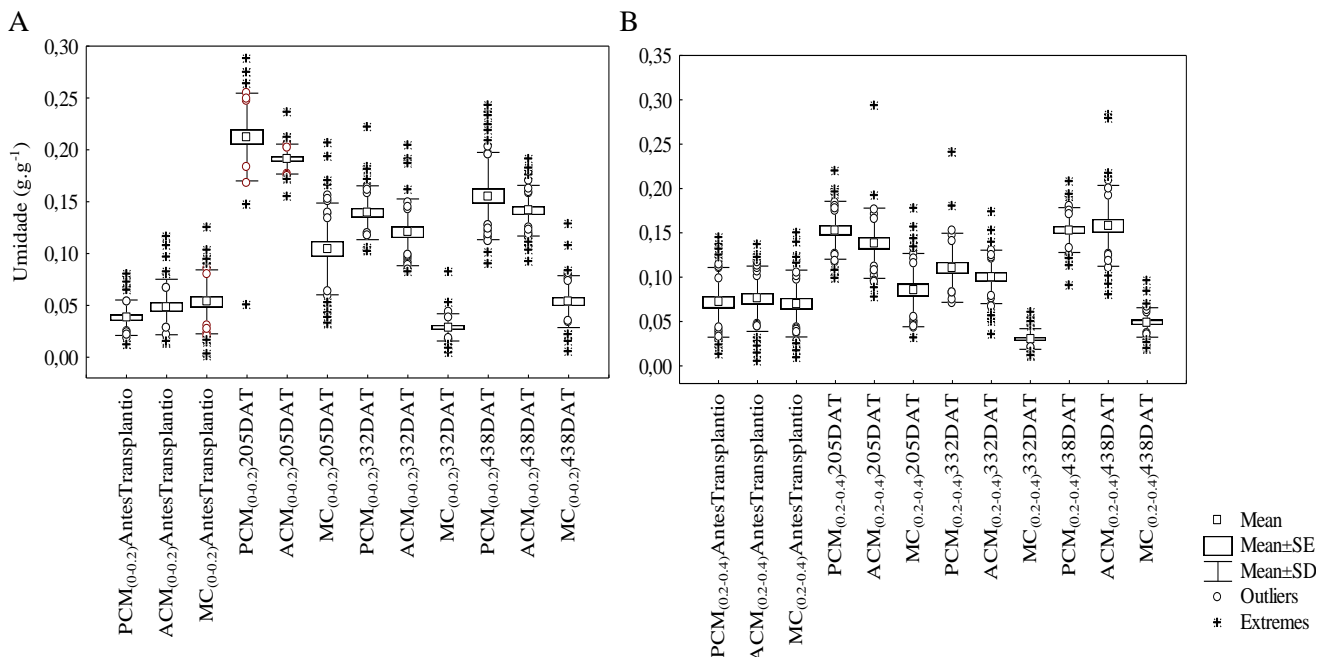 A
B
Umidade (g.g⁻¹)
0,30
0,25
0,20
0,15
0,10
0,05
0,00
PCM(0-0.2)AntesTransplantio
ACM(0-0.2)AntesTransplantio
MC(0-0.2)AntesTransplantio
PCM(0-0.2)205DAT
ACM(0-0.2)205DAT
MC(0-0.2)205DAT
PCM(0-0.2)332DAT
ACM(0-0.2)332DAT
MC(0-0.2)332DAT
PCM(0-0.2)438DAT
ACM(0-0.2)438DAT
MC(0-0.2)438DAT
0,35
0,30
0,25
0,20
0,15
0,10
0,05
0,00
PCM(0.2-0.4)AntesTransplantio
ACM(0.2-0.4)AntesTransplantio
MC(0.2-0.4)AntesTransplantio
PCM(0.2-0.4)205DAT
ACM(0.2-0.4)205DAT
MC(0.2-0.4)205DAT
PCM(0.2-0.4)332DAT
ACM(0.2-0.4)332DAT
MC(0.2-0.4)332DAT
PCM(0.2-0.4)438DAT
ACM(0.2-0.4)438DAT
MC(0.2-0.4)438DAT
Mean
Mean±SE
Mean±SD
Outliers
Extremes